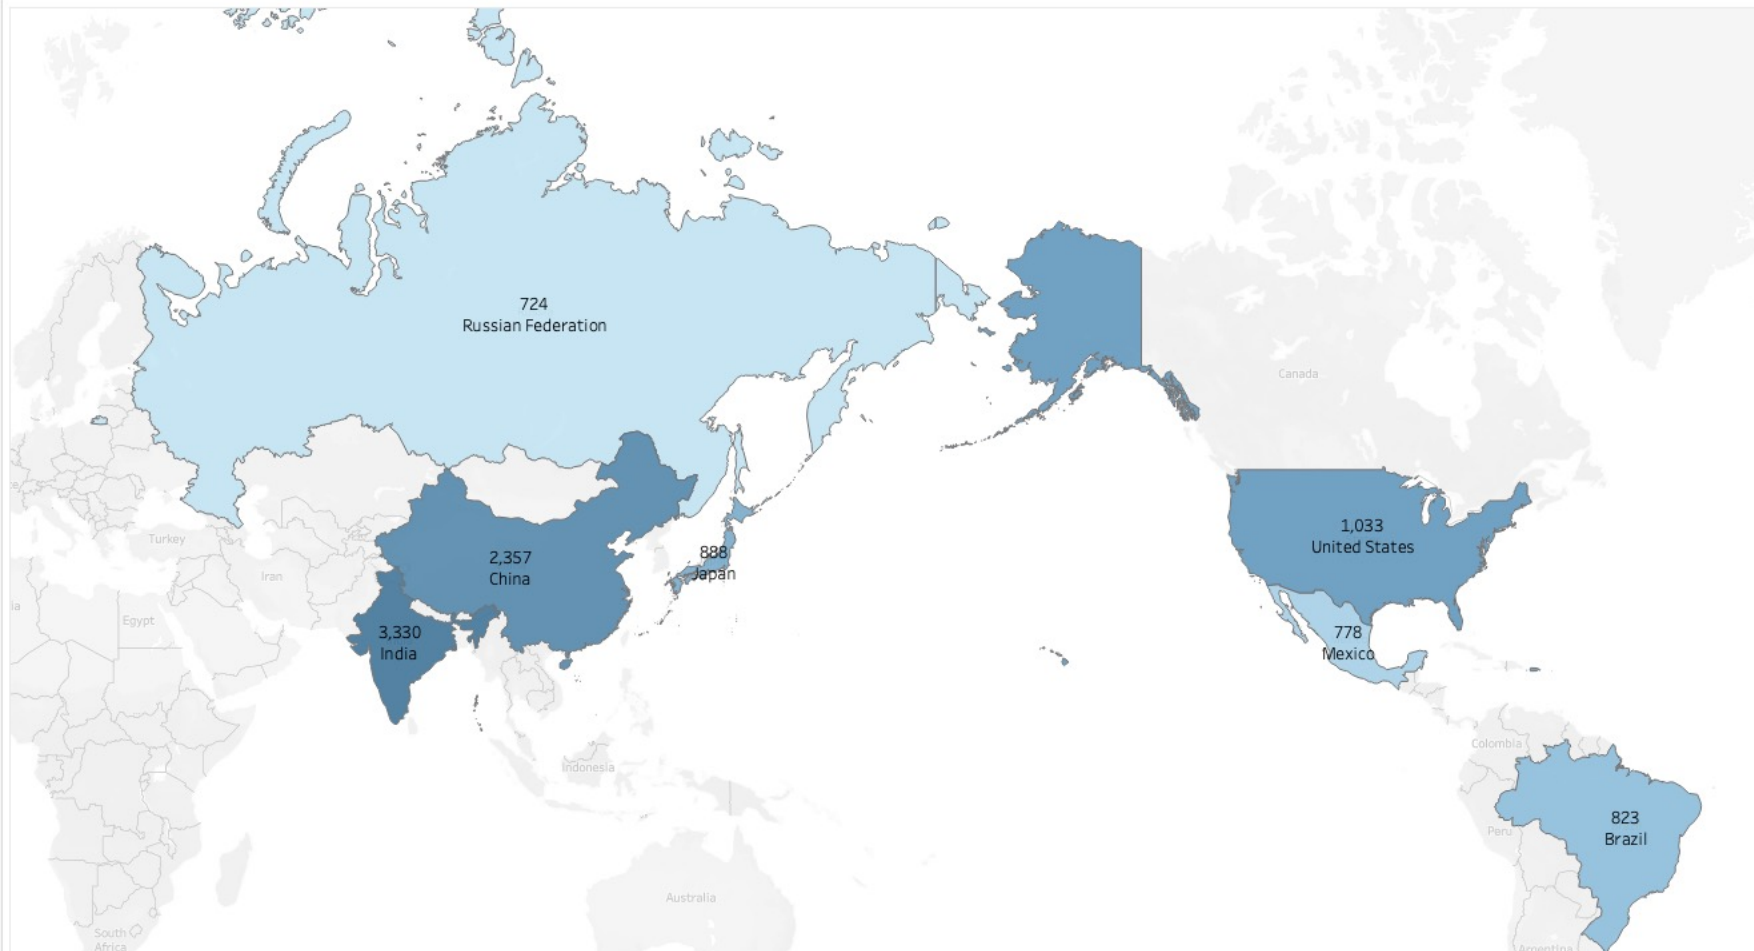 724
Russian Federation
Canada
1,033
United States
Turkey
888
Japan
2,357
China
Iran
Egypt
3,330
India
778
Mexico
Colombia
Indonesia
823
Brazil
Peru
Australia
South
Africa
Argentina